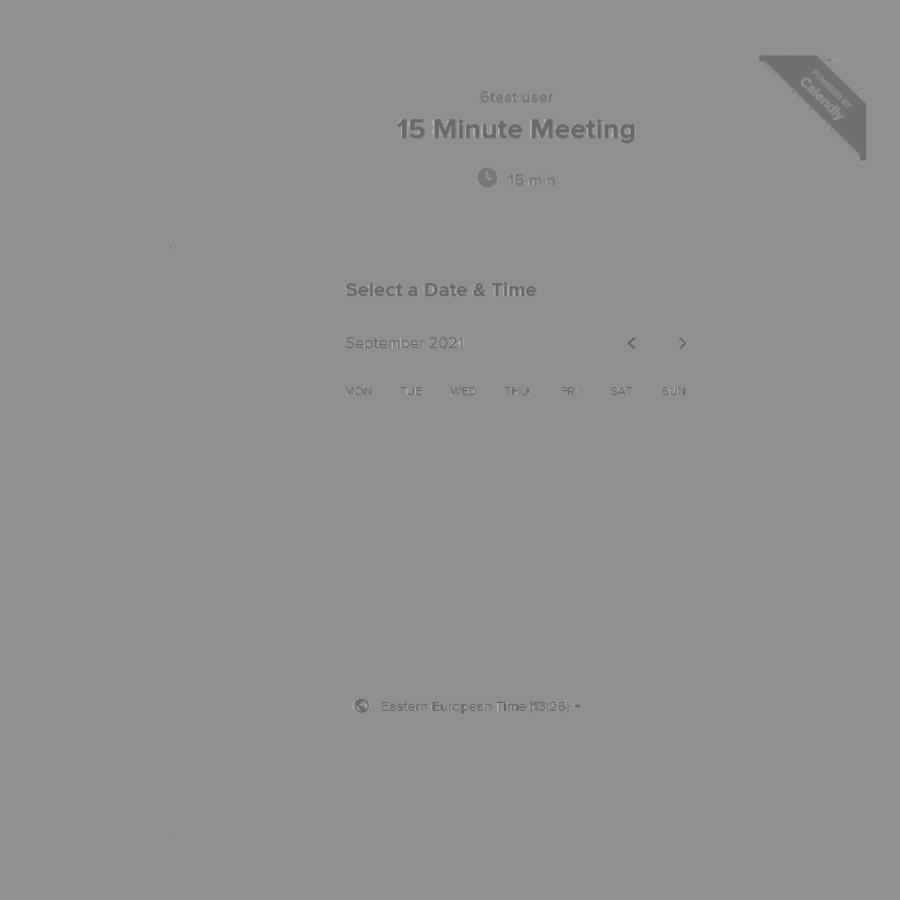 POWERED BY
Calendly
6test user
15 Minute Meeting
15 min
Select a Date & Time
September 2021
MON TUE WED THU FRI SAT SUN
Eastern European Time (13:26)